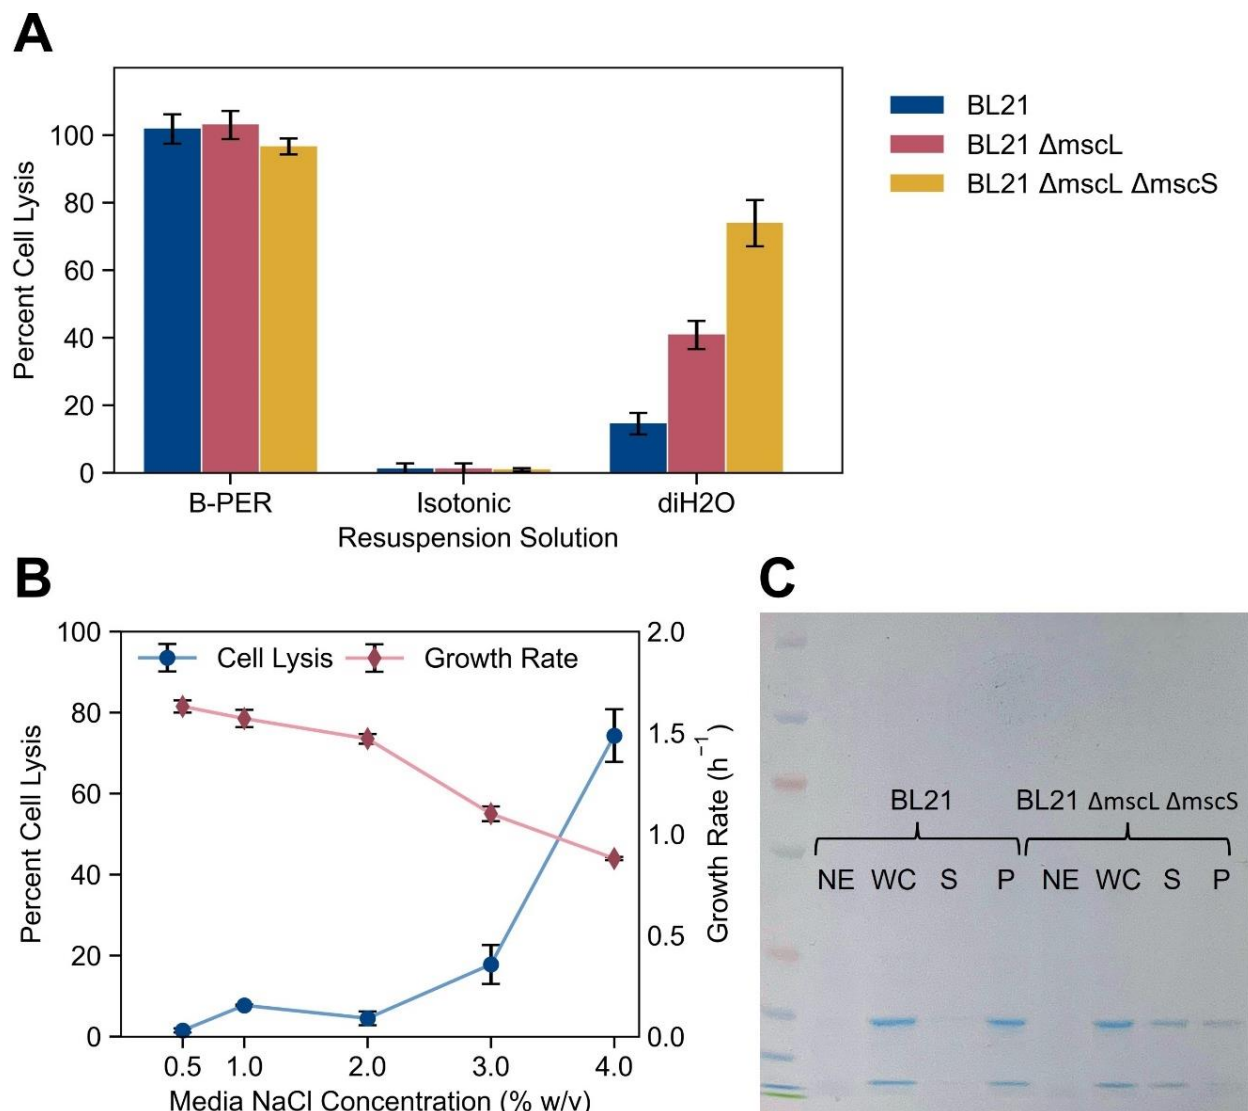 A
100
80
60
40
20
0
Percent Cell Lysis
B-PER Isotonic diH2O
Resuspension Solution
BL21
BL21 ΔmscL
BL21 ΔmscL ΔmscS
B
100
80
60
40
20
0
Percent Cell Lysis
Cell Lysis Growth Rate
2.0
1.5
1.0
0.5
0.0
Growth Rate (h⁻¹)
0.5 1.0 2.0 3.0 4.0
Media NaCl Concentration (% w/v)
C
BL21 BL21 ΔmscL ΔmscS
NE WC S P NE WC S P